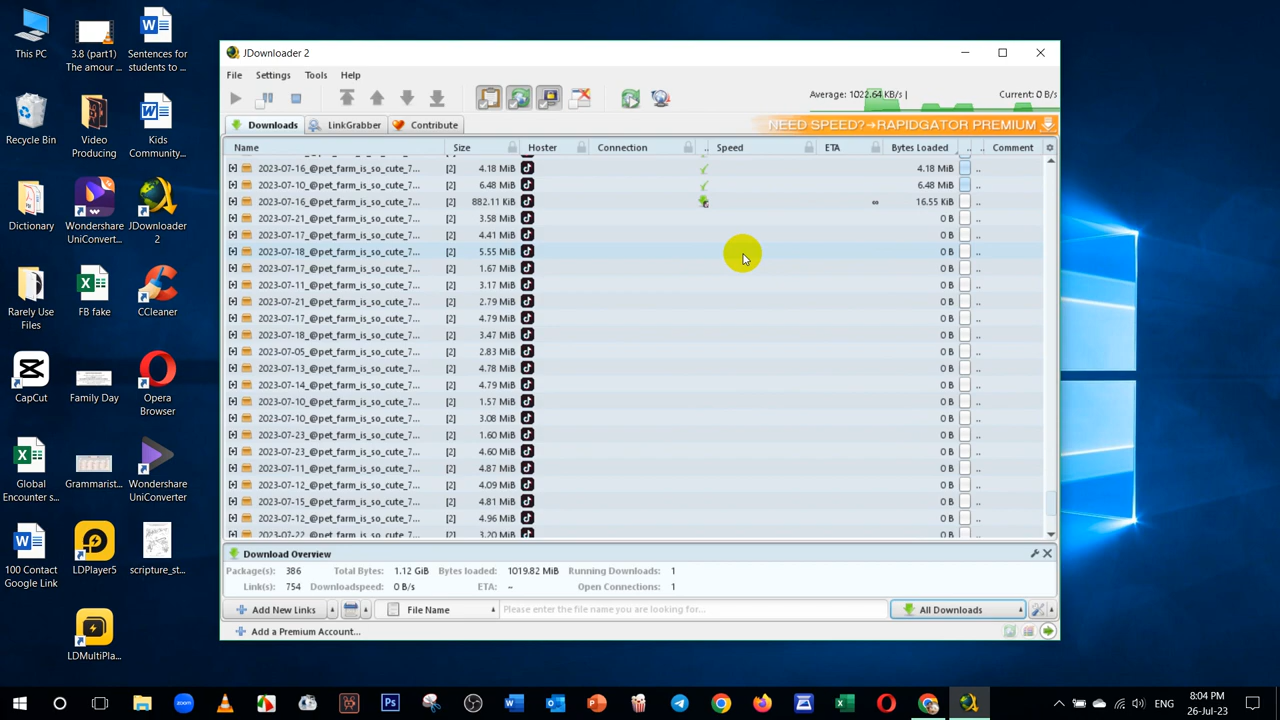 This PC
3.8 (part1)
The amour ...
Sentences for
students to ...
Recycle Bin
Video
Producing
Kids
Community...
Dictionary
Wondershare
UniConvert...
JDownloader
2
Rarely Use
Files
FB fake
CCleaner
CapCut
Family Day
Opera
Browser
Global
Encounter s...
Grammarist...
Wondershare
UniConverter
100 Contact
Google Link
LDPlayer5
scripture_st...
LDMultiPla...
JDownloader 2
File Settings Tools Help
Average: 1022.64 KB/s | Current: 0 B/s
Downloads LinkGrabber Contribute NEED SPEED?→RAPIDGATOR PREMIUM
Name Size Hoster Connection .. Speed ETA Bytes Loaded .. .. Comment
2023-07-16_@pet_farm_is_so_cute_7... [2] 4.18 MiB 4.18 MiB ..
2023-07-10_@pet_farm_is_so_cute_7... [2] 6.48 MiB 6.48 MiB ..
2023-07-16_@pet_farm_is_so_cute_7... [2] 882.11 KiB ∞ 16.55 KiB ..
2023-07-21_@pet_farm_is_so_cute_7... [2] 3.58 MiB 0 B ..
2023-07-17_@pet_farm_is_so_cute_7... [2] 4.41 MiB 0 B ..
2023-07-18_@pet_farm_is_so_cute_7... [2] 5.55 MiB 0 B ..
2023-07-17_@pet_farm_is_so_cute_7... [2] 1.67 MiB 0 B ..
2023-07-11_@pet_farm_is_so_cute_7... [2] 3.17 MiB 0 B ..
2023-07-21_@pet_farm_is_so_cute_7... [2] 2.79 MiB 0 B ..
2023-07-17_@pet_farm_is_so_cute_7... [2] 4.79 MiB 0 B ..
2023-07-18_@pet_farm_is_so_cute_7... [2] 3.47 MiB 0 B ..
2023-07-05_@pet_farm_is_so_cute_7... [2] 2.83 MiB 0 B ..
2023-07-13_@pet_farm_is_so_cute_7... [2] 4.78 MiB 0 B ..
2023-07-14_@pet_farm_is_so_cute_7... [2] 4.79 MiB 0 B ..
2023-07-10_@pet_farm_is_so_cute_7... [2] 1.57 MiB 0 B ..
2023-07-10_@pet_farm_is_so_cute_7... [2] 3.08 MiB 0 B ..
2023-07-23_@pet_farm_is_so_cute_7... [2] 1.60 MiB 0 B ..
2023-07-23_@pet_farm_is_so_cute_7... [2] 4.60 MiB 0 B ..
2023-07-11_@pet_farm_is_so_cute_7... [2] 4.87 MiB 0 B ..
2023-07-12_@pet_farm_is_so_cute_7... [2] 4.09 MiB 0 B ..
2023-07-15_@pet_farm_is_so_cute_7... [2] 4.81 MiB 0 B ..
2023-07-12_@pet_farm_is_so_cute_7... [2] 4.96 MiB 0 B ..
2023-07-22_@pet_farm_is_so_cute_7... [2] 3.20 MiB 0 B ..
Download Overview
Package(s): 386 Total Bytes: 1.12 GiB Bytes loaded: 1019.82 MiB Running Downloads: 1
Link(s): 754 Downloadspeed: 0 B/s ETA: ~ Open Connections: 1
Add New Links File Name Please enter the file name you are looking for... All Downloads
Add a Premium Account...
zoom
Ps
ENG
8:04 PM
26-Jul-23